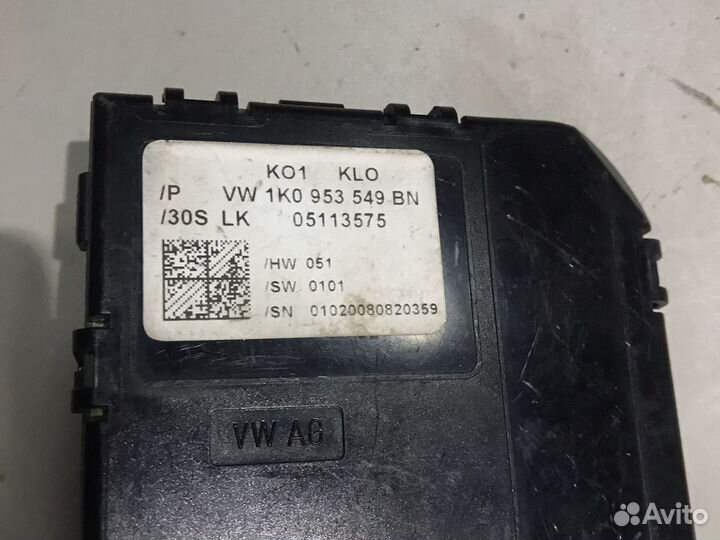 KO1 KLO
/P VW 1K0 953 549 BN
/30S LK 05113575
/HW 051
/SW 0101
/SN 01020080820359
VW AG
Avito